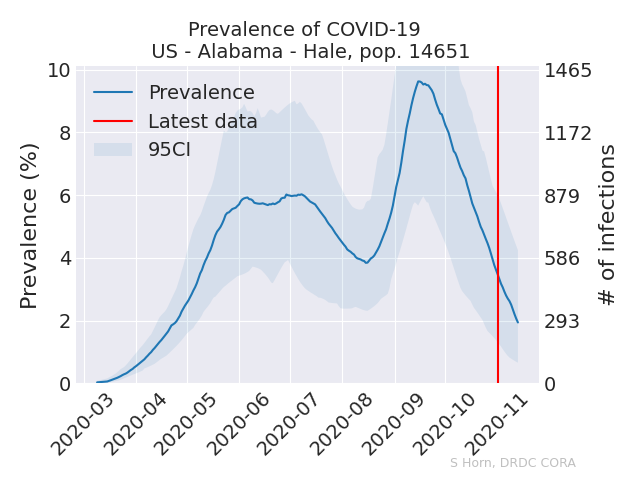 Prevalence of COVID-19
US - Alabama - Hale, pop. 14651
Prevalence (%)
10
8
6
4
2
0
Prevalence
Latest data
95CI
1465
1172
879
586
293
0
# of infections
2020-03
2020-04
2020-05
2020-06
2020-07
2020-08
2020-09
2020-10
2020-11
S Horn, DRDC CORA